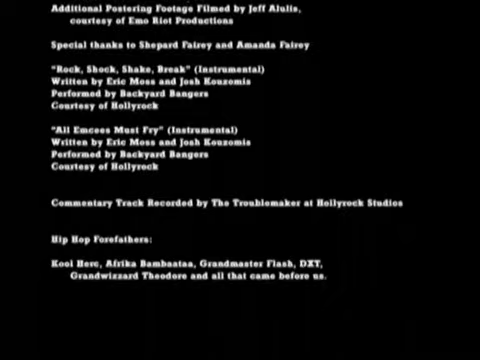 Additional Postering Footage Filmed by Jeff Alulis,
courtesy of Emo Riot Productions
Special thanks to Shepard Fairey and Amanda Fairey
"Rock, Shock, Shake, Break" (Instrumental)
Written by Eric Moss and Josh Kouzomis
Performed by Backyard Bangers
Courtesy of Hollyrock
"All Emcees Must Fry" (Instrumental)
Written by Eric Moss and Josh Kouzomis
Performed by Backyard Bangers
Courtesy of Hollyrock
Commentary Track Recorded by The Troublemaker at Hollyrock Studios
Hip Hop Forefathers:
Kool Herc, Afrika Bambaataa, Grandmaster Flash, DXT,
Grandwizzard Theodore and all that came before us.